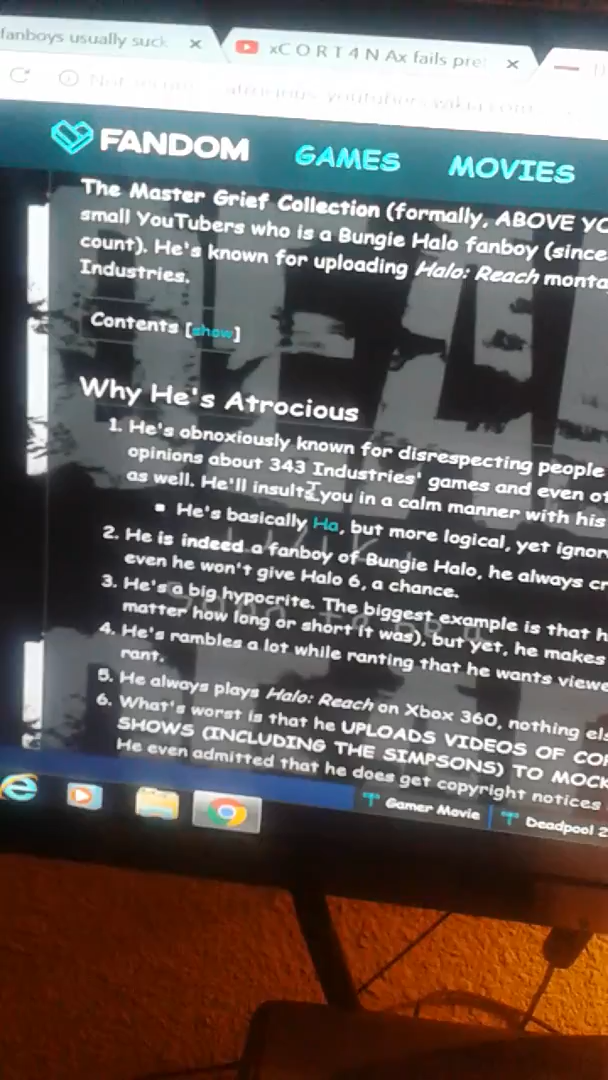 fanboys usually suck
xC O R T 4 N Ax fails pre
Not secure
FANDOM GAMES MOVIES
The Master Grief Collection (formally, ABOVE YO
small YouTubers who is a Bungie Halo fanboy (since
count). He's known for uploading Halo: Reach monta
Industries.
Contents [show]
Why He's Atrocious
1. He's obnoxiously known for disrespecting people
opinions about 343 Industries' games and even ot
as well. He'll insults you in a calm manner with his
He's basically Ha, but more logical, yet ignor
2. He is indeed a fanboy of Bungie Halo, he always cr
even he won't give Halo 6, a chance.
3. He's a big hypocrite. The biggest example is that h
matter how long or short it was), but yet, he makes
4. He's rambles a lot while ranting that he wants viewe
rant.
5. He always plays Halo: Reach on Xbox 360, nothing els
6. What's worst is that he UPLOADS VIDEOS OF COP
SHOWS (INCLUDING THE SIMPSONS) TO MOCK
He even admitted that he does get copyright notices
Gamer Movie
Deadpool 2